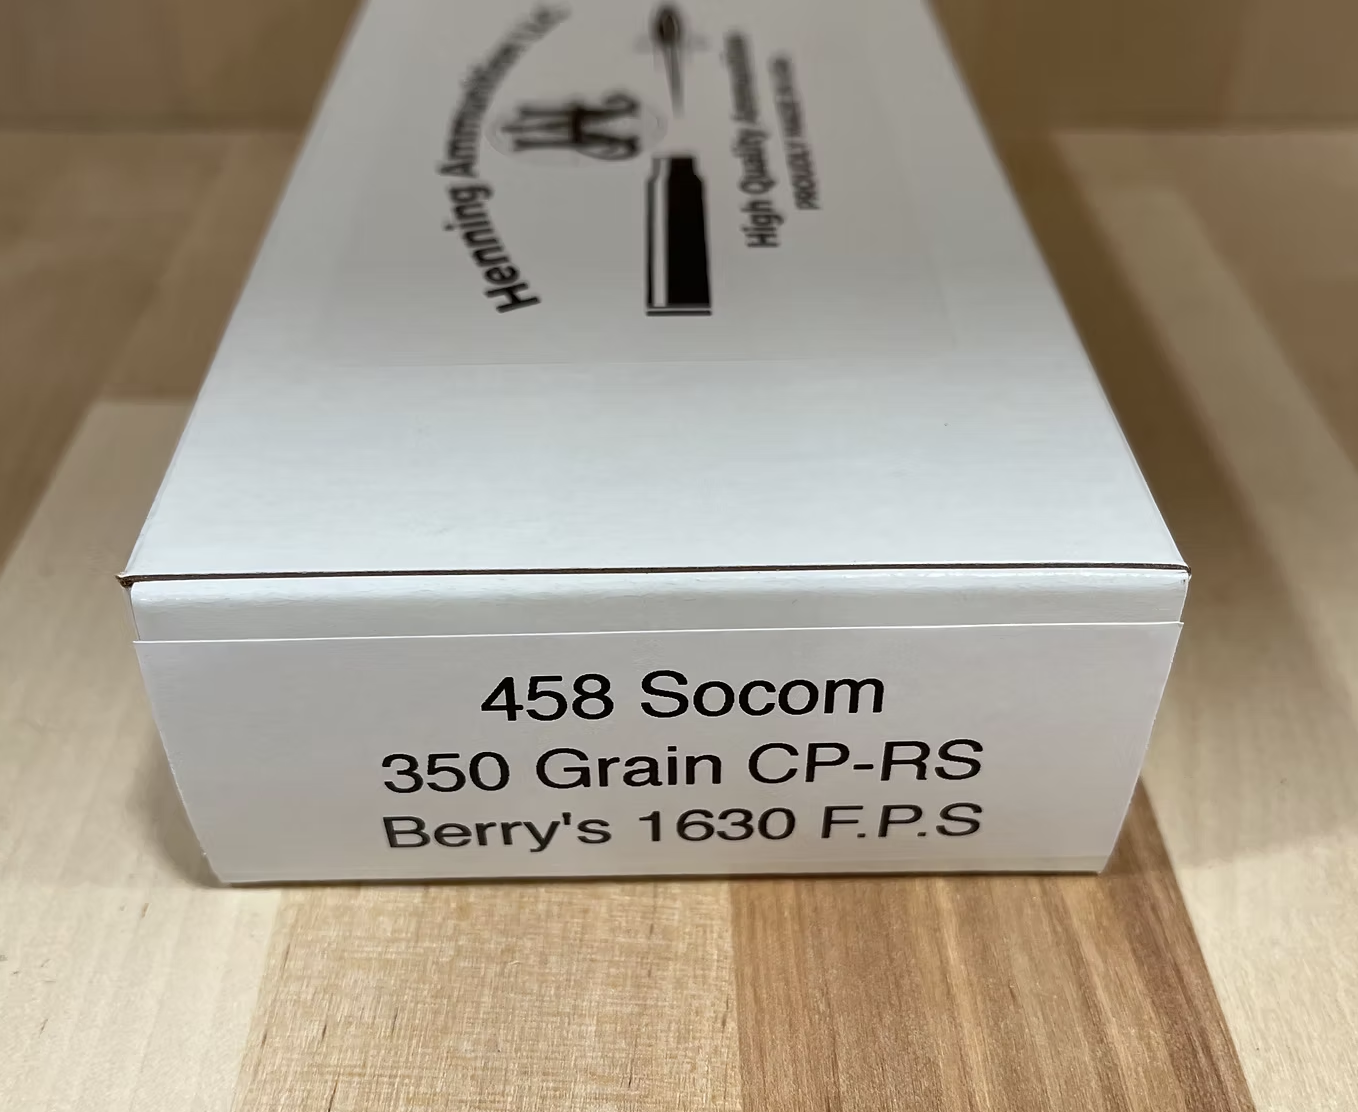 Henning Ammunition LLC
High Quality Ammunition
PROUDLY MADE IN USA
458 Socom
350 Grain CP-RS
Berry's 1630 F.P.S